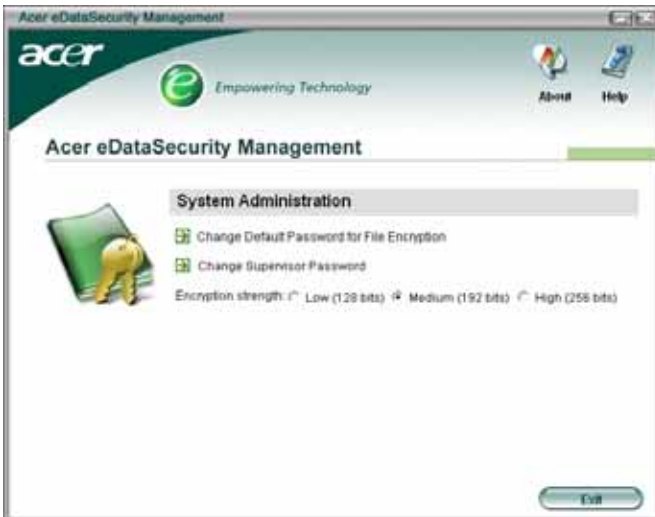 Acer eDataSecurity Management
acer
e Empowering Technology
About Help
Acer eDataSecurity Management
System Administration
Change Default Password for File Encryption
Change Supervisor Password
Encryption strength: Low (128 bits) Medium (192 bits) High (256 bits)
Exit